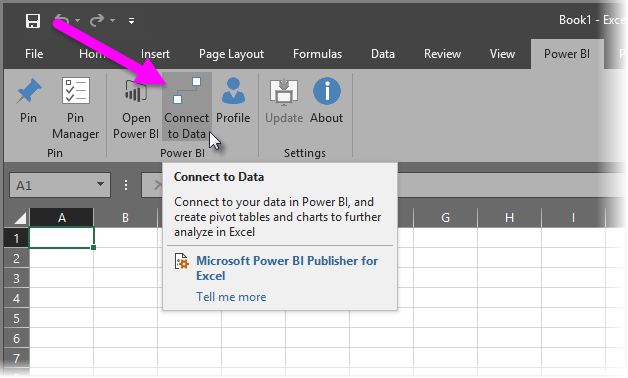 Book1 - Exce
File Home Insert Page Layout Formulas Data Review View Power BI
Pin Pin Manager Open Power BI Connect to Data Profile Update About
Pin Power BI Settings
A1
Connect to Data
Connect to your data in Power BI, and
create pivot tables and charts to further
analyze in Excel
Microsoft Power BI Publisher for
Excel
Tell me more
A B G H I
1
2
3
4
5
6
7